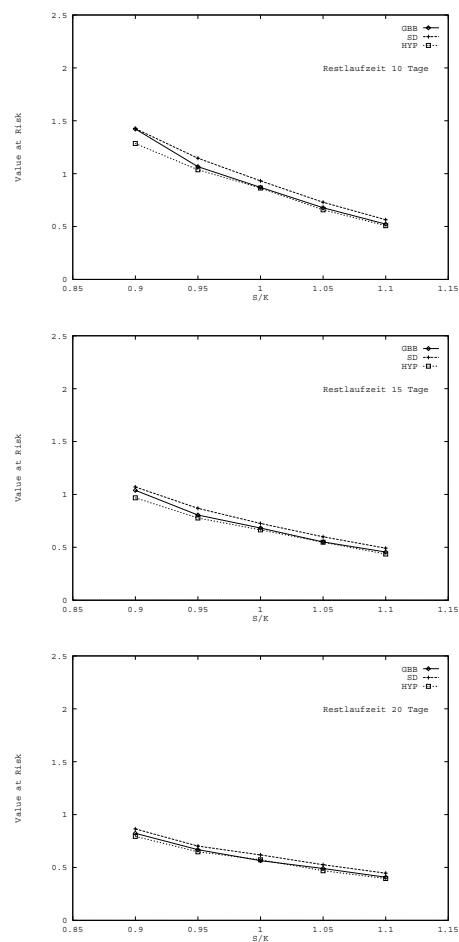 2.5
GBB
SD
HYP
2
Restlaufzeit 10 Tage
Value at Risk
1.5
1
0.5
0
0.85 0.9 0.95 1 1.05 1.1 1.15
S/K
2.5
GBB
SD
HYP
2
Restlaufzeit 15 Tage
Value at Risk
1.5
1
0.5
0
0.85 0.9 0.95 1 1.05 1.1 1.15
S/K
2.5
GBB
SD
HYP
2
Restlaufzeit 20 Tage
Value at Risk
1.5
1
0.5
0
0.85 0.9 0.95 1 1.05 1.1 1.15
S/K